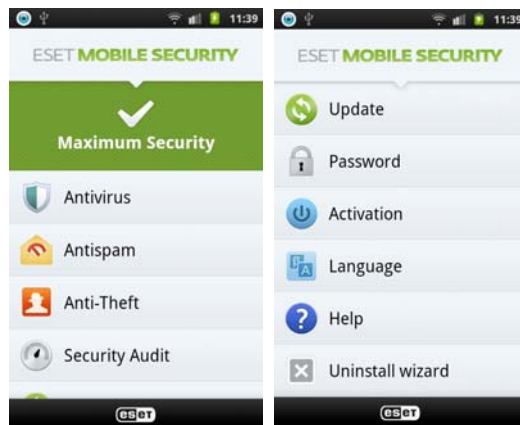 11:39
ESET MOBILE SECURITY
Maximum Security
Antivirus
Antispam
Anti-Theft
Security Audit
eset
11:39
ESET MOBILE SECURITY
Update
Password
Activation
Language
Help
Uninstall wizard
eset